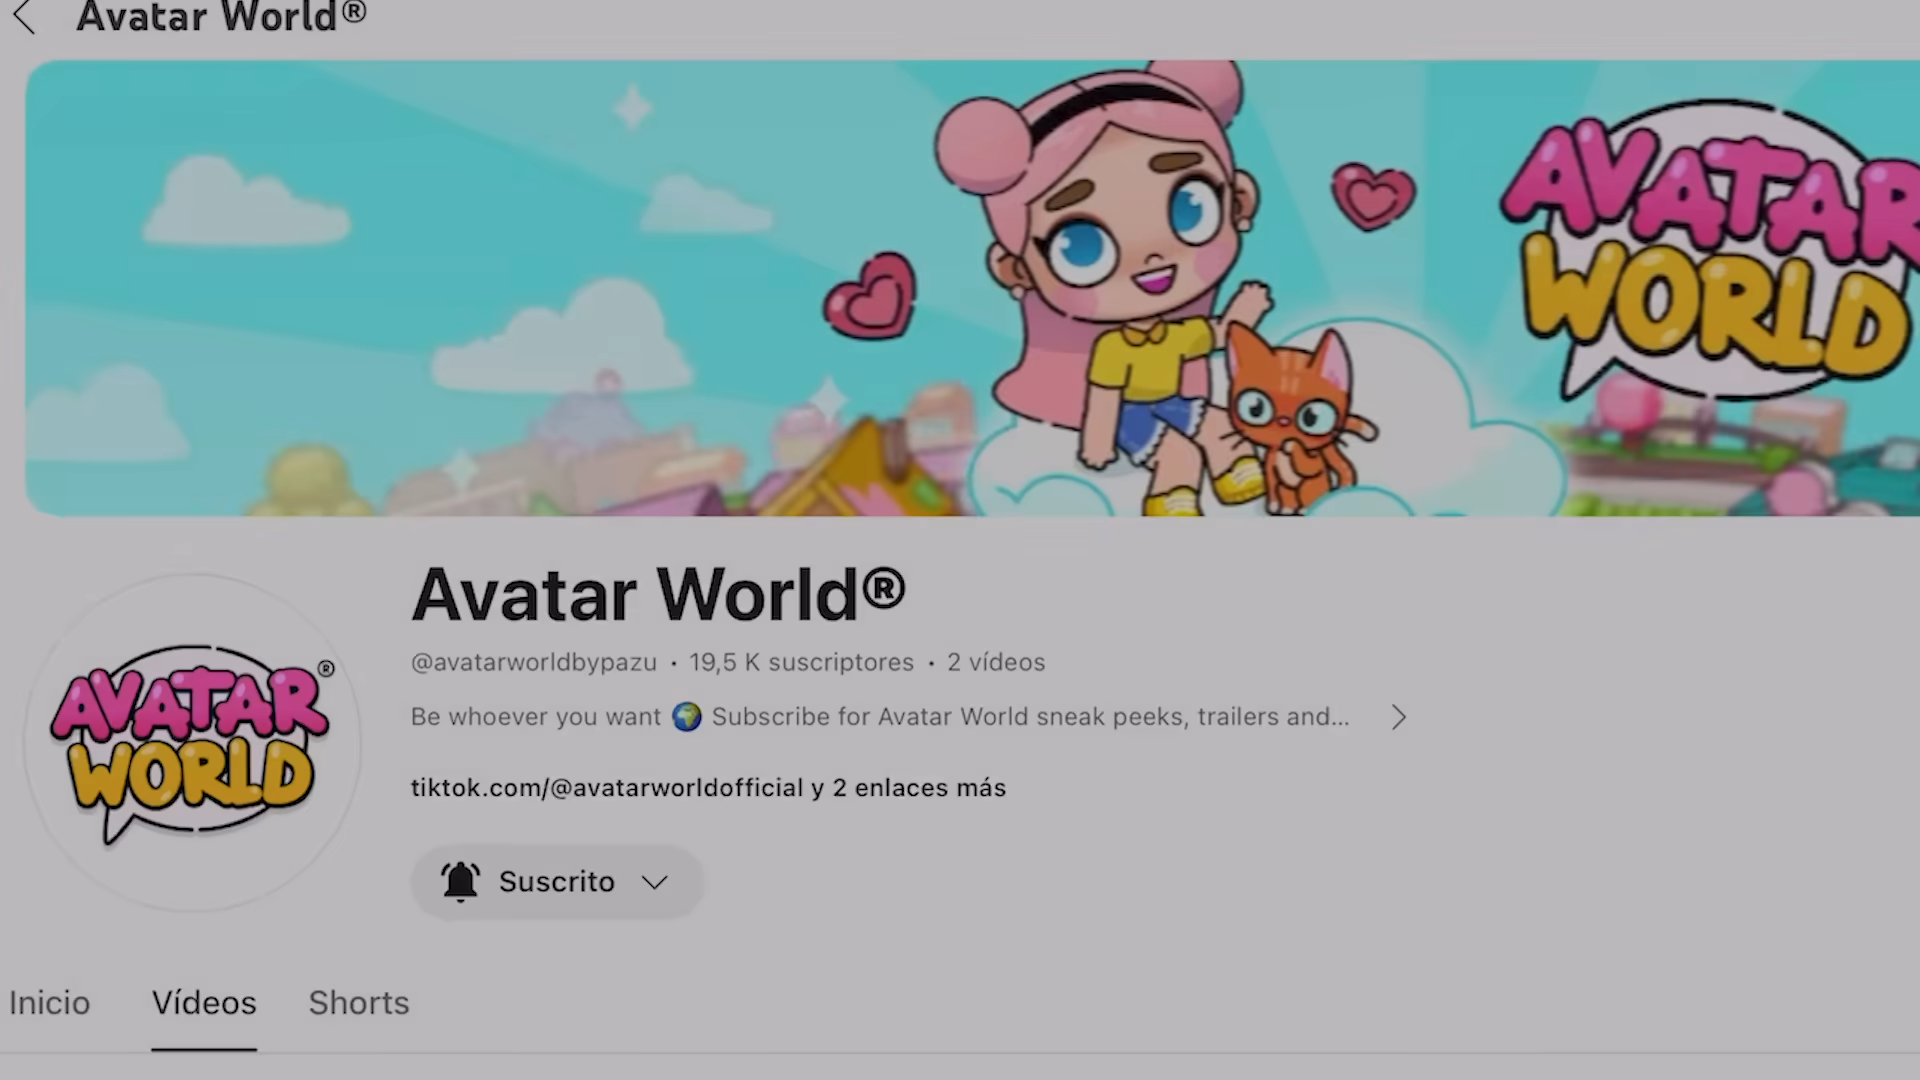 Avatar World®
AVATAR
WORLD
Avatar World®
@avatarworldbypazu • 19,5 K suscriptores • 2 vídeos
Be whoever you want 🌍 Subscribe for Avatar World sneak peeks, trailers and...
tiktok.com/@avatarworldofficial y 2 enlaces más
AVATAR®
WORLD
Suscrito
Inicio Vídeos Shorts